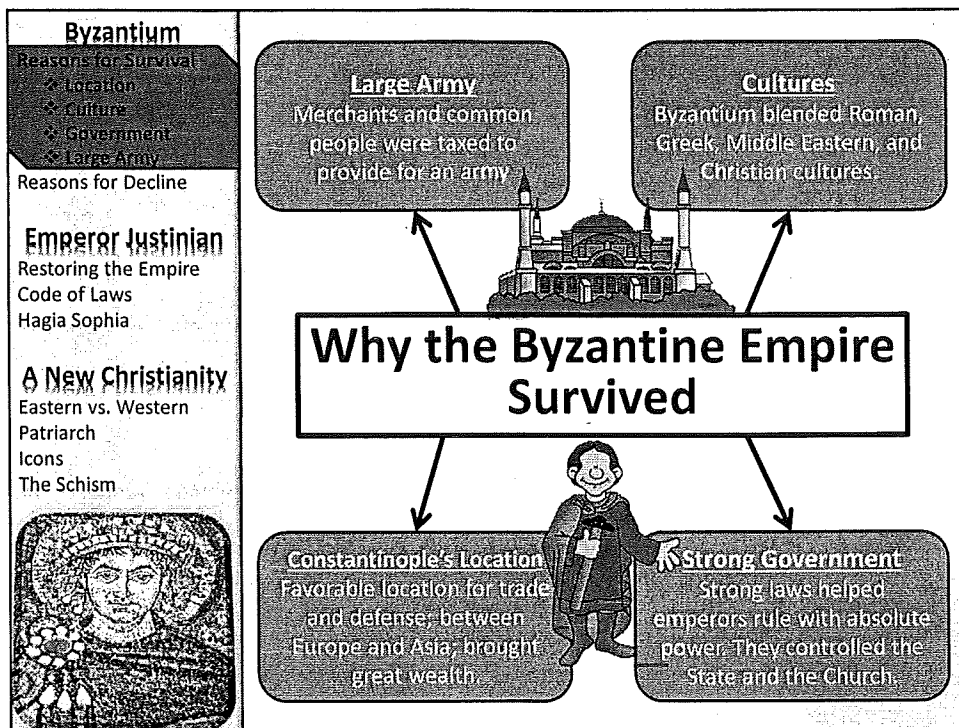 Byzantium
Reasons for Survival
❖ Location
❖ Culture
❖ Government
❖ Large Army
Reasons for Decline
Emperor Justinian
Restoring the Empire
Code of Laws
Hagia Sophia
A New Christianity
Eastern vs. Western
Patriarch
Icons
The Schism
Large Army
Merchants and common
people were taxed to
provide for an army
Cultures
Byzantium blended Roman,
Greek, Middle Eastern, and
Christian cultures.
Why the Byzantine Empire
Survived
Constantinople's Location
Favorable location for trade
and defense; between
Europe and Asia; brought
great wealth.
Strong Government
Strong laws helped
emperors rule with absolute
power. They controlled the
State and the Church.